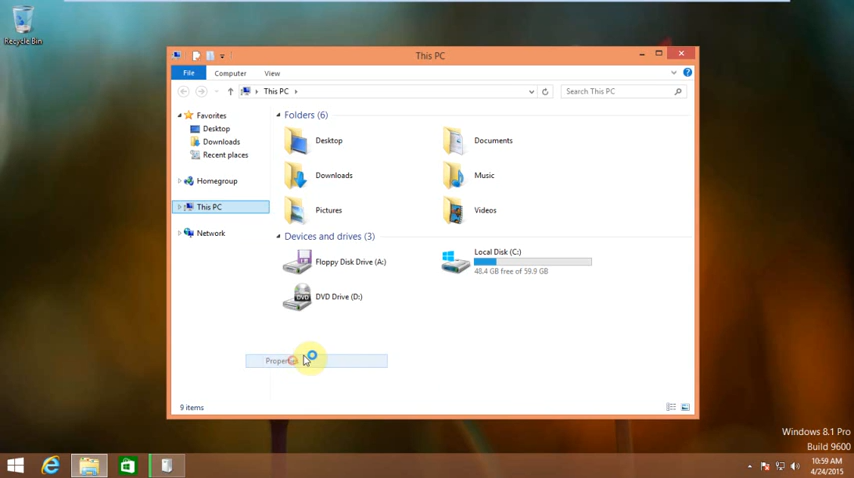 Recycle Bin
This PC
File Computer View
This PC
Search This PC
Favorites
Desktop
Downloads
Recent places
Homegroup
This PC
Network
Folders (6)
Desktop
Documents
Downloads
Music
Pictures
Videos
Devices and drives (3)
Floppy Disk Drive (A:)
Local Disk (C:)
48.4 GB free of 59.9 GB
DVD
DVD Drive (D:)
9 items
Windows 8.1 Pro
Build 9600
10:59 AM
4/24/2015